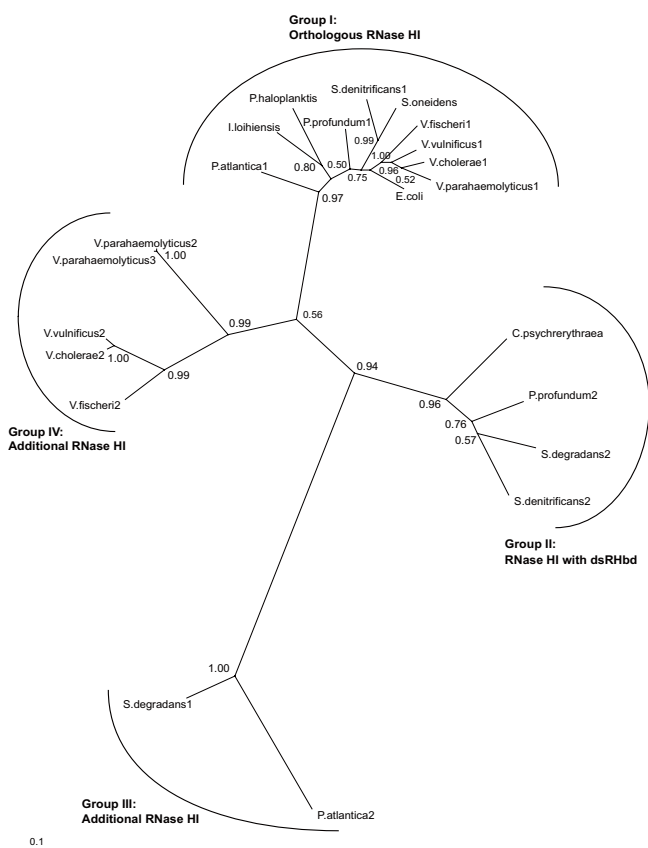 Group I:
Orthologous RNase HI
S.denitrificans1
P.haloplanktis
S.oneidens
P.profundum1
V.fischeri1
I.loihiensis
0.99
V.vulnificus1
1.00
V.cholerae1
P.atlantica1
0.80
0.50
0.75
0.96
0.52
V.parahaemolyticus1
E.coli
0.97
V.parahaemolyticus2
1.00
V.parahaemolyticus3
0.56
0.99
V.vulnificus2
V.cholerae2
1.00
0.99
V.fischeri2
Group IV:
Additional RNase HI
C.psychrerythraea
0.94
P.profundum2
0.96
0.76
0.57
S.degradans2
S.denitrificans2
Group II:
RNase HI with dsRHbd
1.00
S.degradans1
Group III:
Additional RNase HI
P.atlantica2
0.1